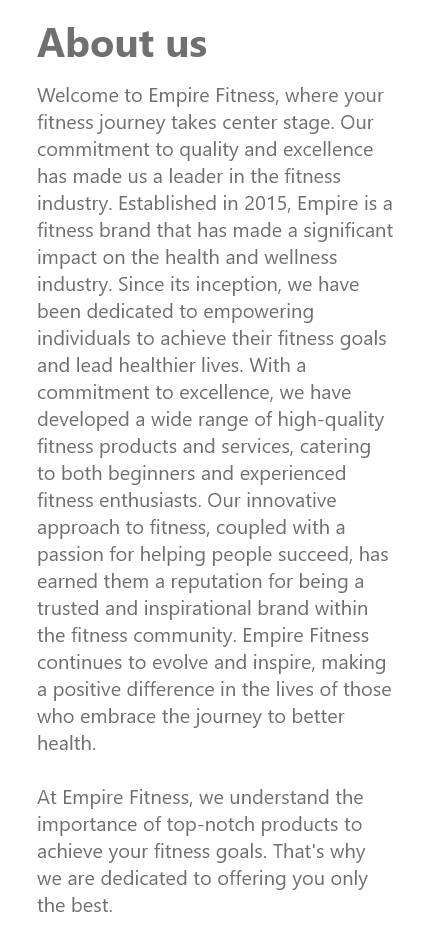 About us
Welcome to Empire Fitness, where your
fitness journey takes center stage. Our
commitment to quality and excellence
has made us a leader in the fitness
industry. Established in 2015, Empire is a
fitness brand that has made a significant
impact on the health and wellness
industry. Since its inception, we have
been dedicated to empowering
individuals to achieve their fitness goals
and lead healthier lives. With a
commitment to excellence, we have
developed a wide range of high-quality
fitness products and services, catering
to both beginners and experienced
fitness enthusiasts. Our innovative
approach to fitness, coupled with a
passion for helping people succeed, has
earned them a reputation for being a
trusted and inspirational brand within
the fitness community. Empire Fitness
continues to evolve and inspire, making
a positive difference in the lives of those
who embrace the journey to better
health.
At Empire Fitness, we understand the
importance of top-notch products to
achieve your fitness goals. That's why
we are dedicated to offering you only
the best.